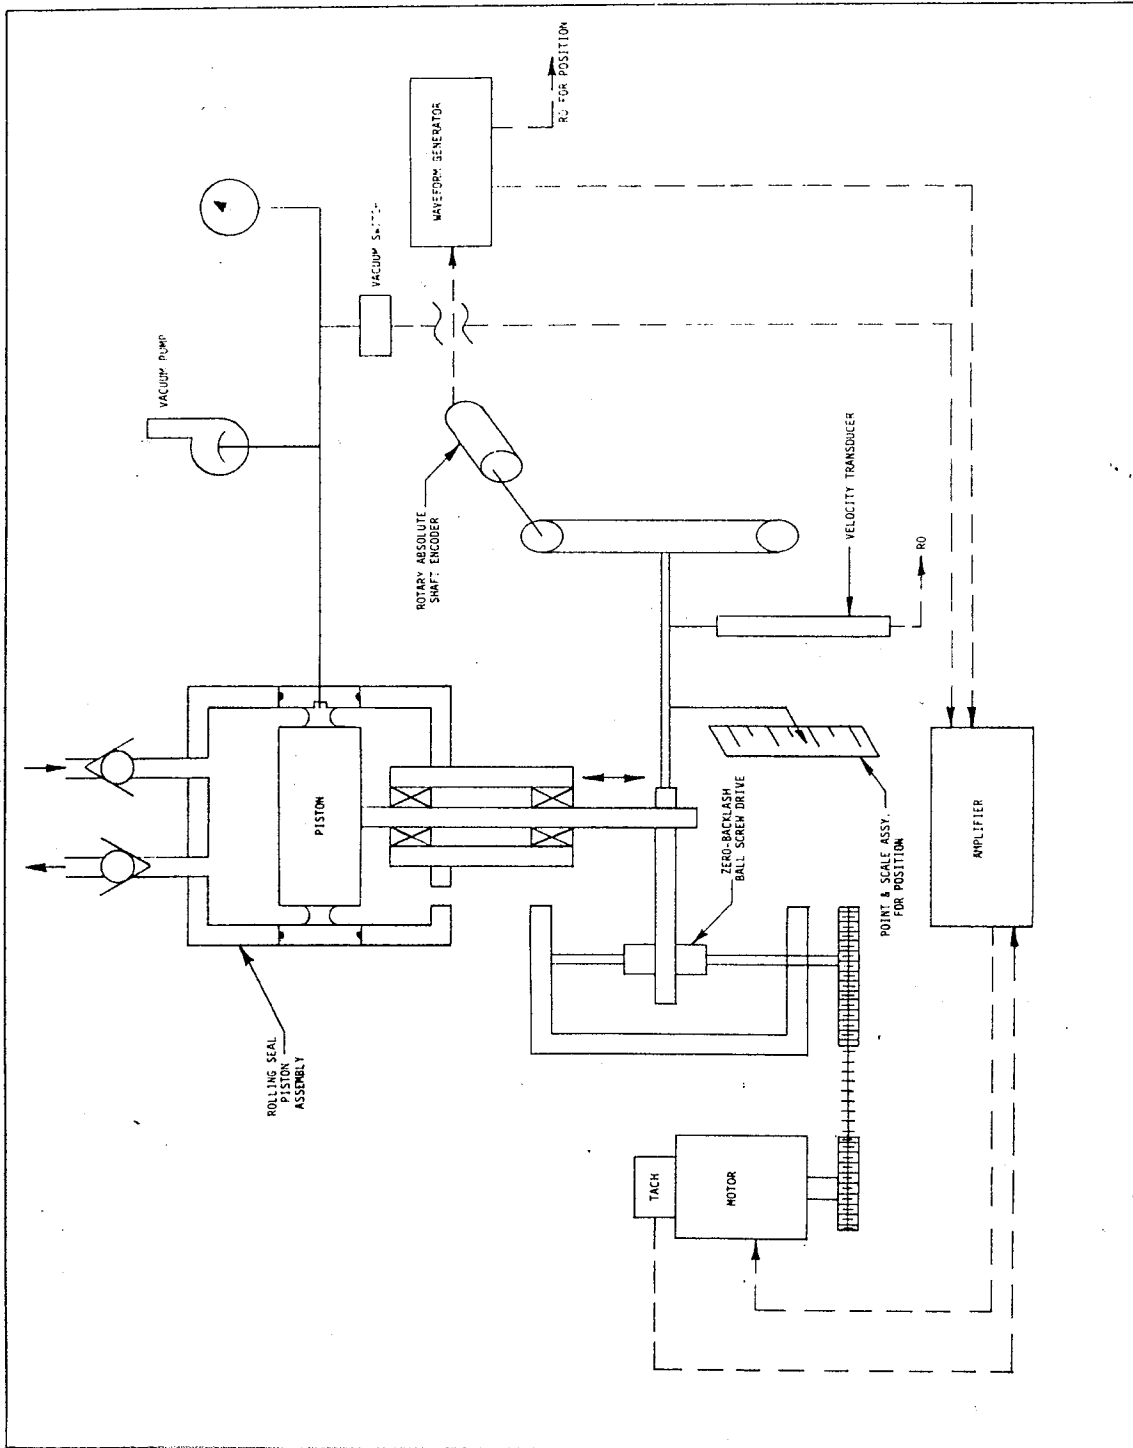 RO FOR POSITION
WAVEFORM GENERATOR
VACUUM SWITCH
VACUUM PUMP
ROTARY ABSOLUTE
SHAFT ENCODER
VELOCITY TRANSDUCER
RO
PISTON
ZERO-BACKLASH
BALL SCREW DRIVE
POINT & SCALE ASSY.
FOR POSITION
AMPLIFIER
ROLLING SEAL
PISTON
ASSEMBLY
TACH
MOTOR